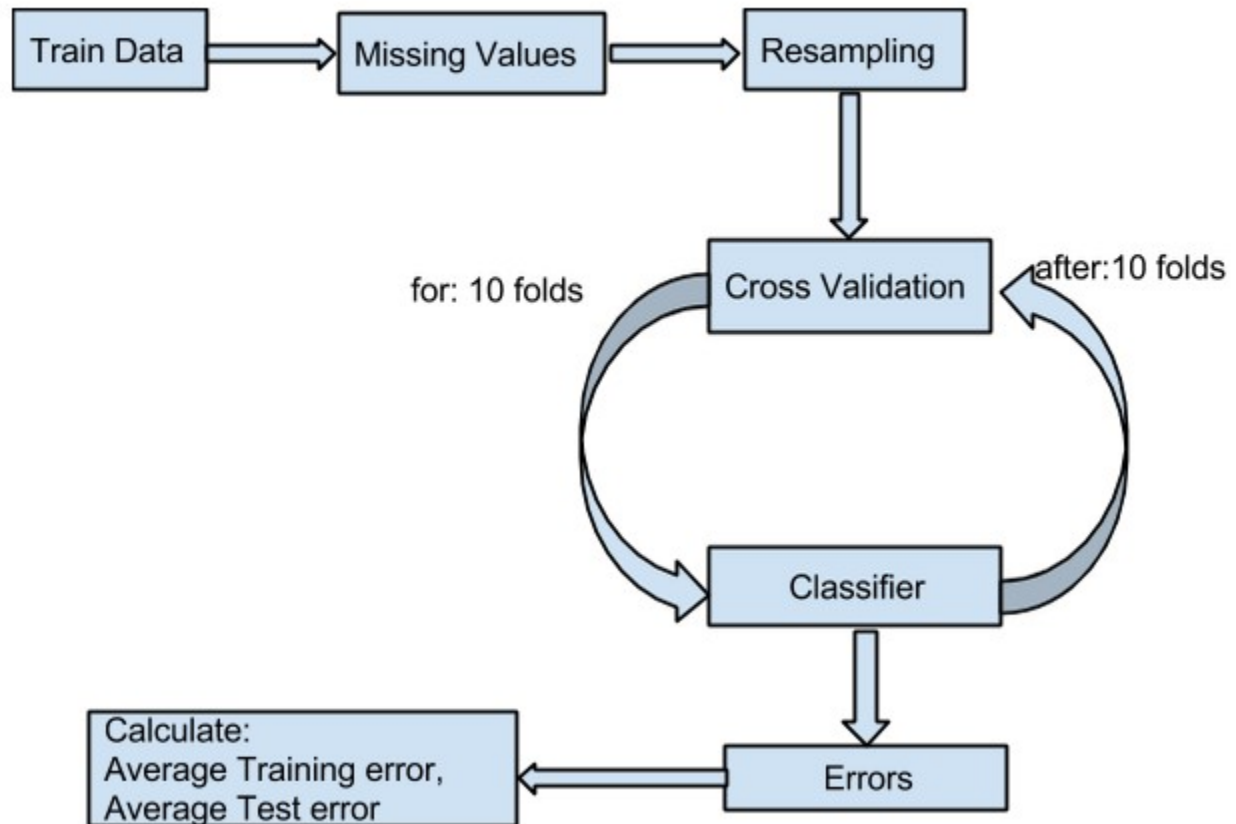 Train Data
Missing Values
Resampling
for: 10 folds
Cross Validation
after:10 folds
Classifier
Errors
Calculate:
Average Training error,
Average Test error